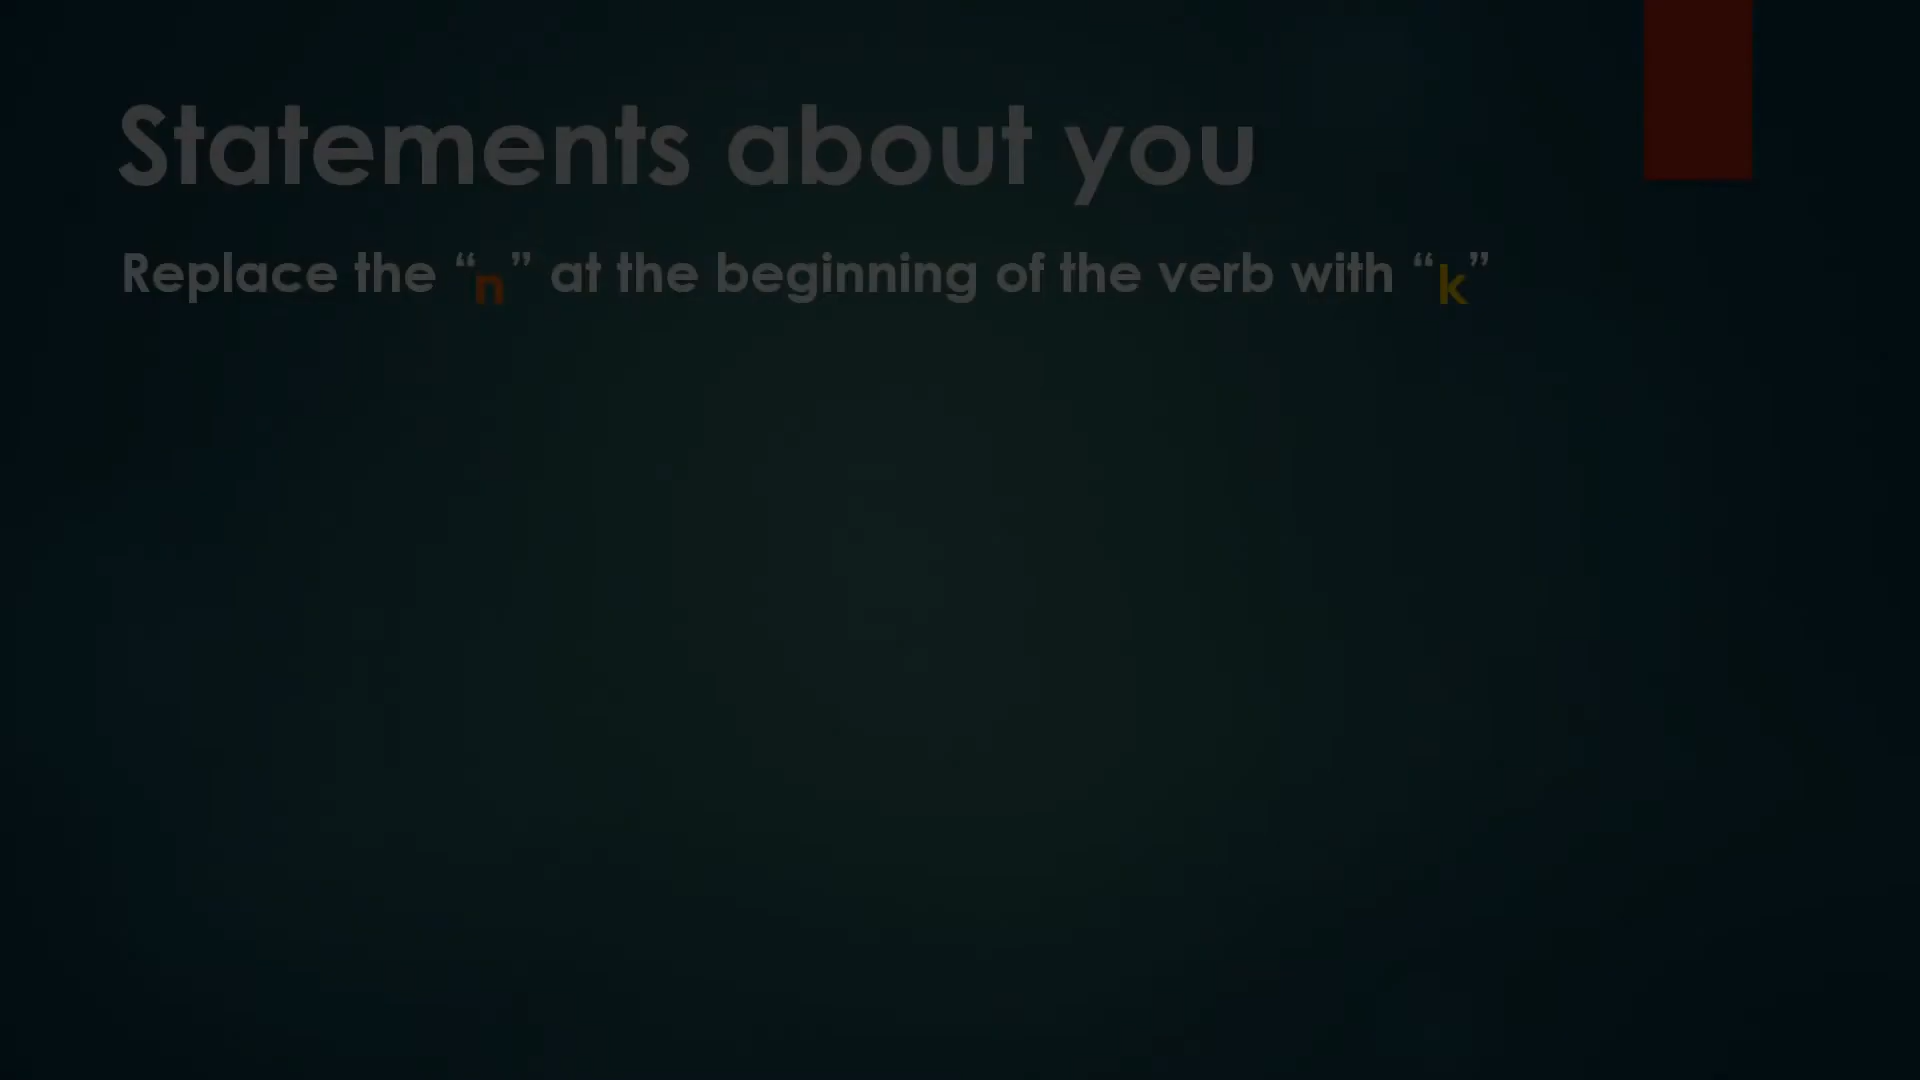 Statements about you
Replace the “n” at the beginning of the verb with “k”